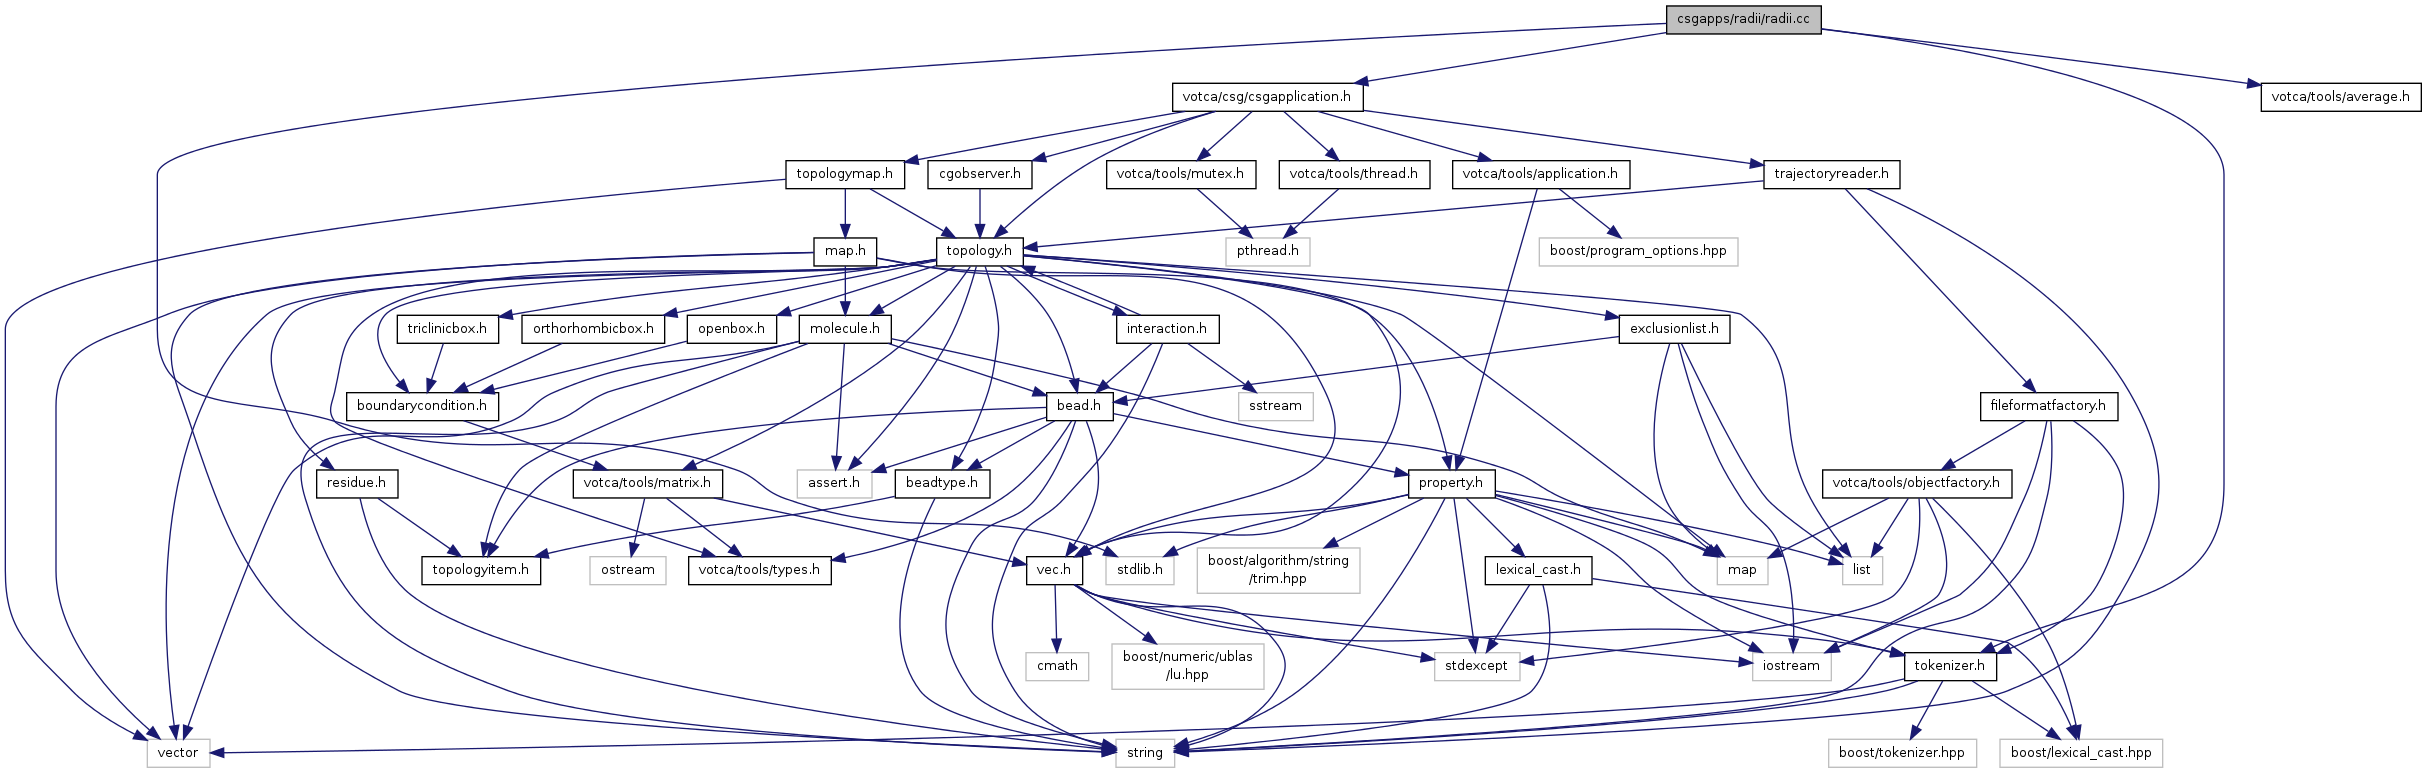 csgapps/radii/radii.cc
votca/csg/csgapplication.h
votca/tools/average.h
topologymap.h
cgobserver.h
votca/tools/mutex.h
votca/tools/thread.h
votca/tools/application.h
trajectoryreader.h
map.h
topology.h
pthread.h
boost/program_options.hpp
triclinicbox.h
orthorhombicbox.h
openbox.h
molecule.h
interaction.h
exclusionlist.h
boundarycondition.h
bead.h
sstream
fileformatfactory.h
residue.h
votca/tools/matrix.h
assert.h
beadtype.h
property.h
votca/tools/objectfactory.h
topologyitem.h
ostream
votca/tools/types.h
vec.h
stdlib.h
boost/algorithm/string
/trim.hpp
lexical_cast.h
map
list
cmath
boost/numeric/ublas
/lu.hpp
stdexcept
iostream
tokenizer.h
vector
string
boost/tokenizer.hpp
boost/lexical_cast.hpp